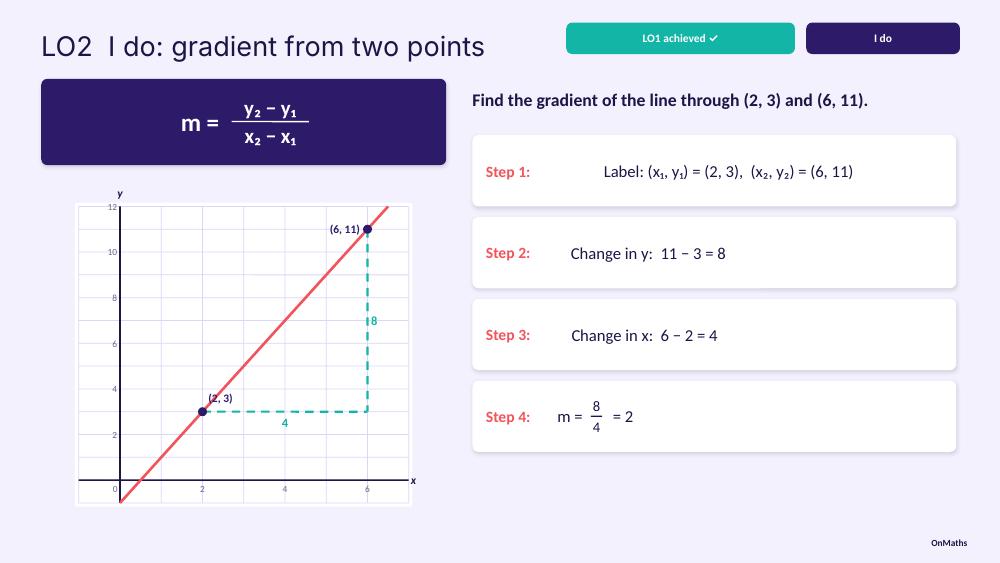 LO2 I do: gradient from two points
LO1 achieved ✓
I do
m = y₂ − y₁
x₂ − x₁
Find the gradient of the line through (2, 3) and (6, 11).
Step 1: Label: (x₁, y₁) = (2, 3), (x₂, y₂) = (6, 11)
Step 2: Change in y: 11 − 3 = 8
Step 3: Change in x: 6 − 2 = 4
Step 4: m = 8/4 = 2
y
12
(6, 11)
10
8
8
6
4
(2, 3)
4
2
x
0 2 4 6
OnMaths